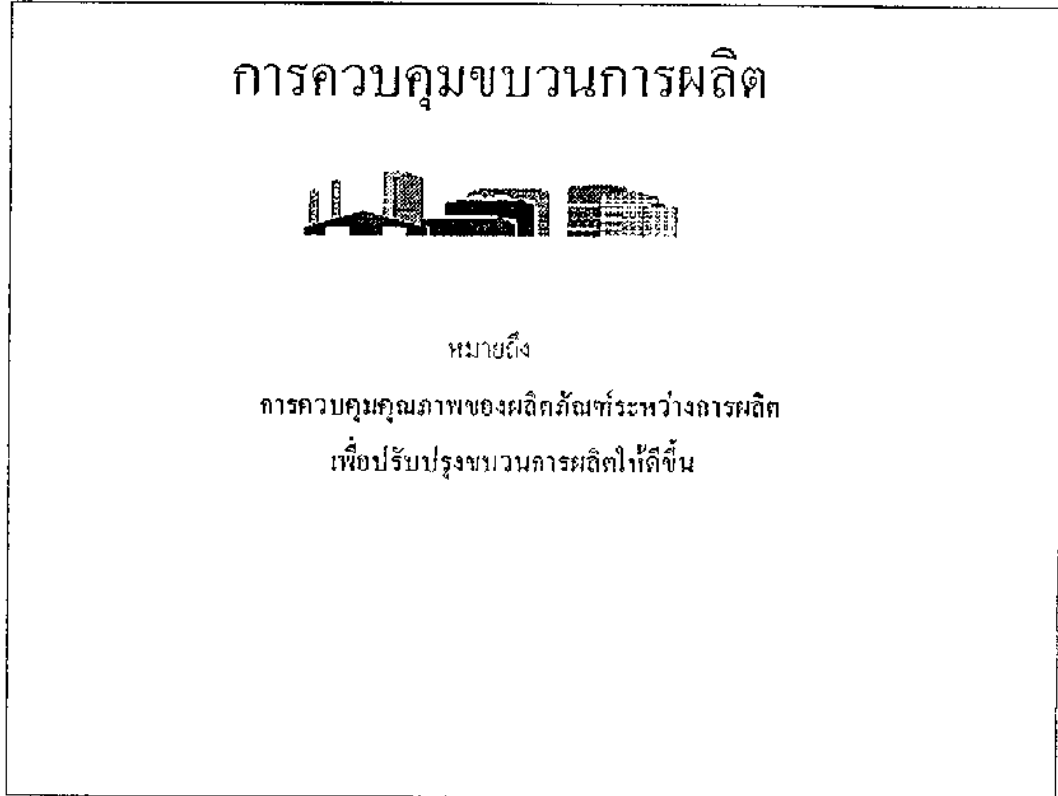 การควบคุมขบวนการผลิต
หมายถึง
การควบคุมคุณภาพของผลิตภัณฑ์ระหว่างการผลิต
เพื่อปรับปรุงขบวนการผลิตให้ดีขึ้น